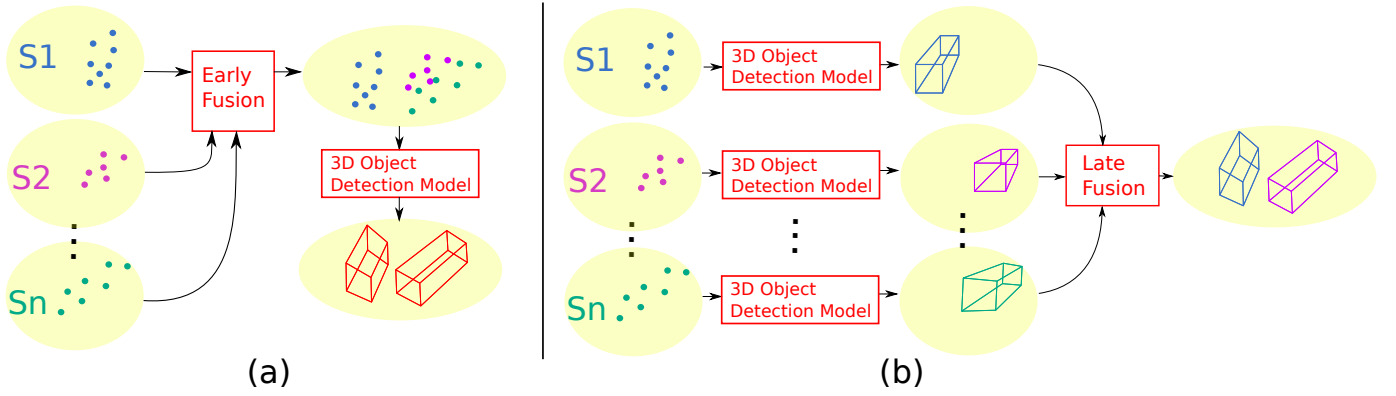 S1
Early
Fusion
S2
3D Object
Detection Model
Sn
(a)
S1
3D Object
Detection Model
S2
3D Object
Detection Model
Late
Fusion
Sn
3D Object
Detection Model
(b)